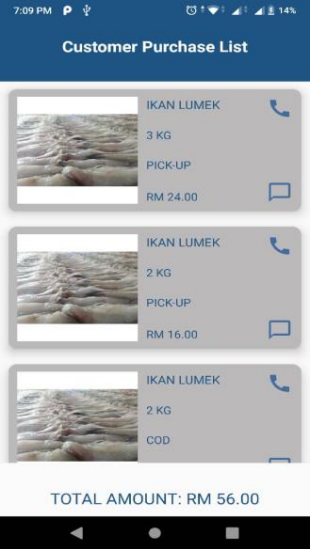 7:09 PM
14%
Customer Purchase List
IKAN LUMEK
3 KG
PICK-UP
RM 24.00
IKAN LUMEK
2 KG
PICK-UP
RM 16.00
IKAN LUMEK
2 KG
COD
TOTAL AMOUNT: RM 56.00